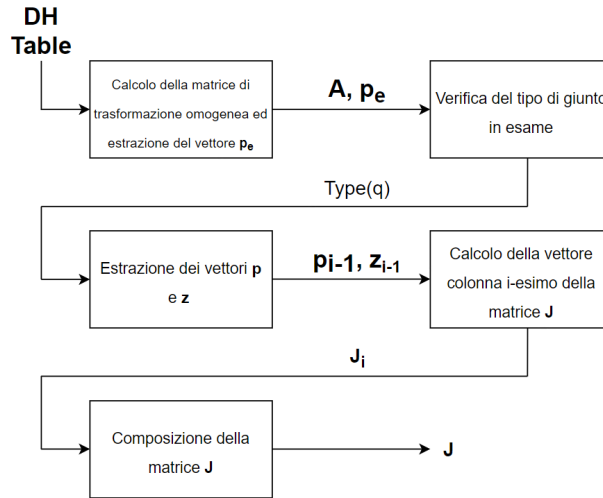 DH
Table
Calcolo della matrice di
trasformazione omogenea ed
estrazione del vettore pe
A, pe
Verifica del tipo di giunto
in esame
Type(q)
Estrazione dei vettori p
e z
pi-1, zi-1
Calcolo della vettore
colonna i-esimo della
matrice J
Ji
Composizione della
matrice J
J